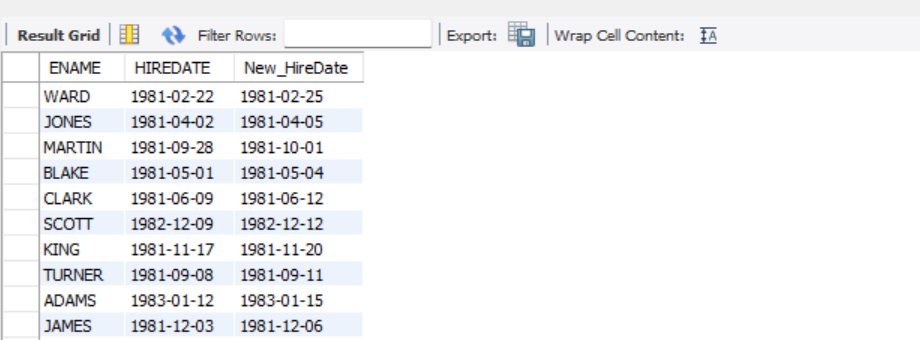 Result Grid Filter Rows: Export: Wrap Cell Content: IA
ENAME HIREDATE New_HireDate
WARD 1981-02-22 1981-02-25
JONES 1981-04-02 1981-04-05
MARTIN 1981-09-28 1981-10-01
BLAKE 1981-05-01 1981-05-04
CLARK 1981-06-09 1981-06-12
SCOTT 1982-12-09 1982-12-12
KING 1981-11-17 1981-11-20
TURNER 1981-09-08 1981-09-11
ADAMS 1983-01-12 1983-01-15
JAMES 1981-12-03 1981-12-06